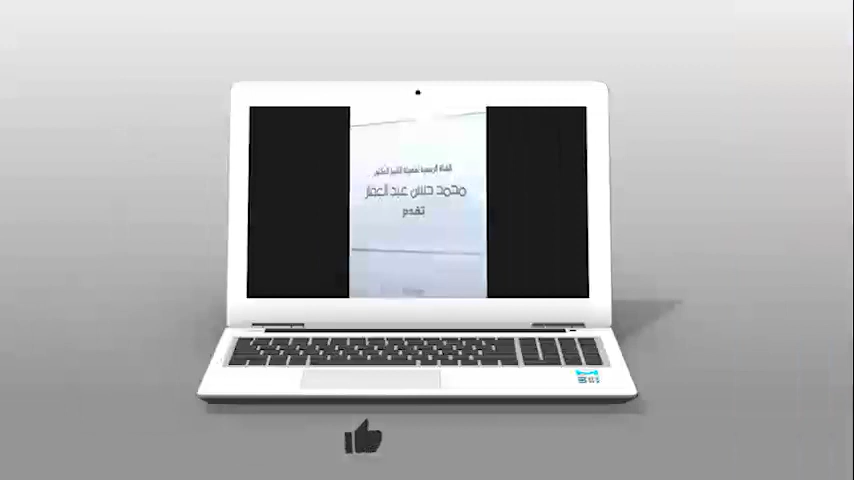 القناة الرسمية لفضيلة الشيخ الدكتور
محمد حسن عبد الغفار
تقدم